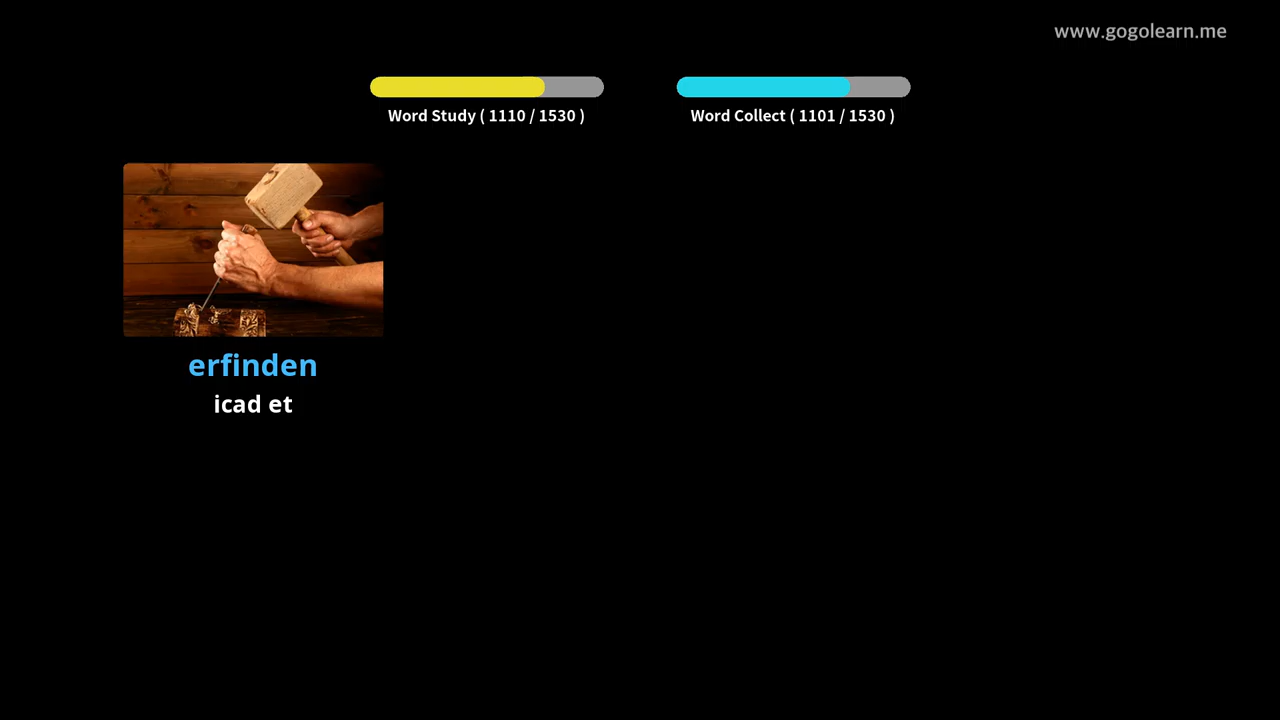 www.gogolearn.me
Word Study ( 1110 / 1530 )
Word Collect ( 1101 / 1530 )
erfinden
icad et